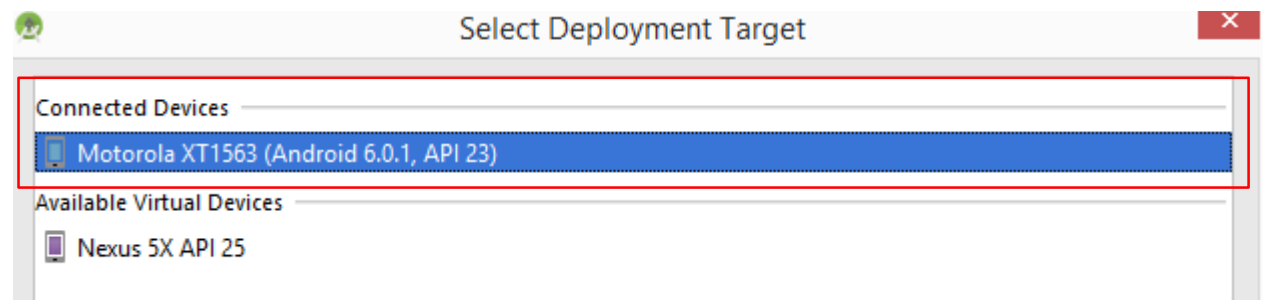 Select Deployment Target
Connected Devices
Motorola XT1563 (Android 6.0.1, API 23)
Available Virtual Devices
Nexus 5X API 25